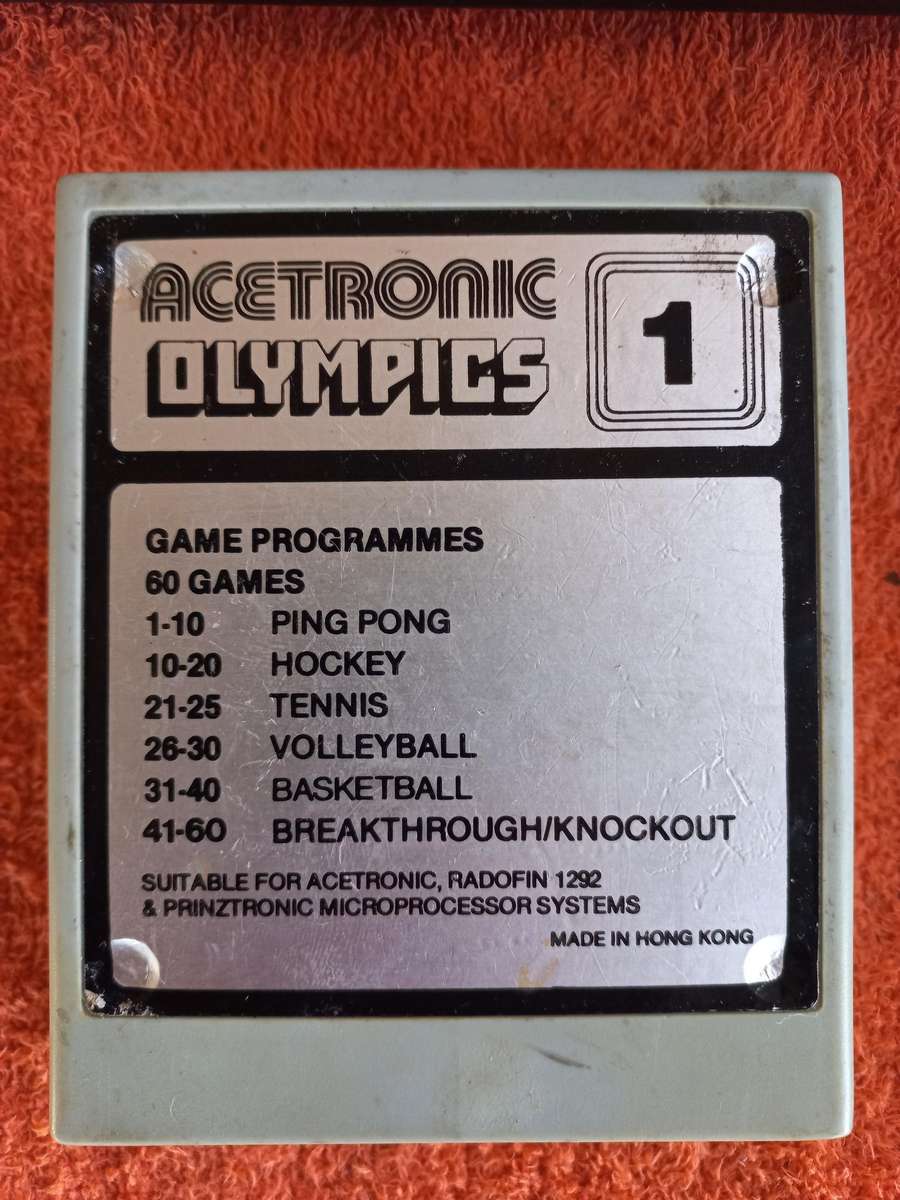 ACETRONIC
OLYMPICS
1
GAME PROGRAMMES
60 GAMES
1-10 PING PONG
10-20 HOCKEY
21-25 TENNIS
26-30 VOLLEYBALL
31-40 BASKETBALL
41-60 BREAKTHROUGH/KNOCKOUT
SUITABLE FOR ACETRONIC, RADOFIN 1292
& PRINZTRONIC MICROPROCESSOR SYSTEMS
MADE IN HONG KONG